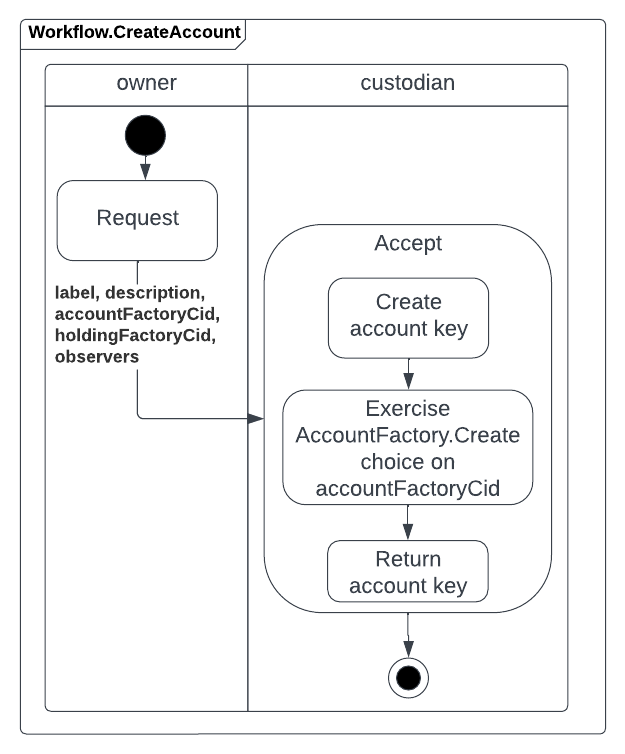 Workflow.CreateAccount
owner
custodian
Request
label, description,
accountFactoryCid,
holdingFactoryCid,
observers
Accept
Create
account key
Exercise
AccountFactory.Create
choice on
accountFactoryCid
Return
account key